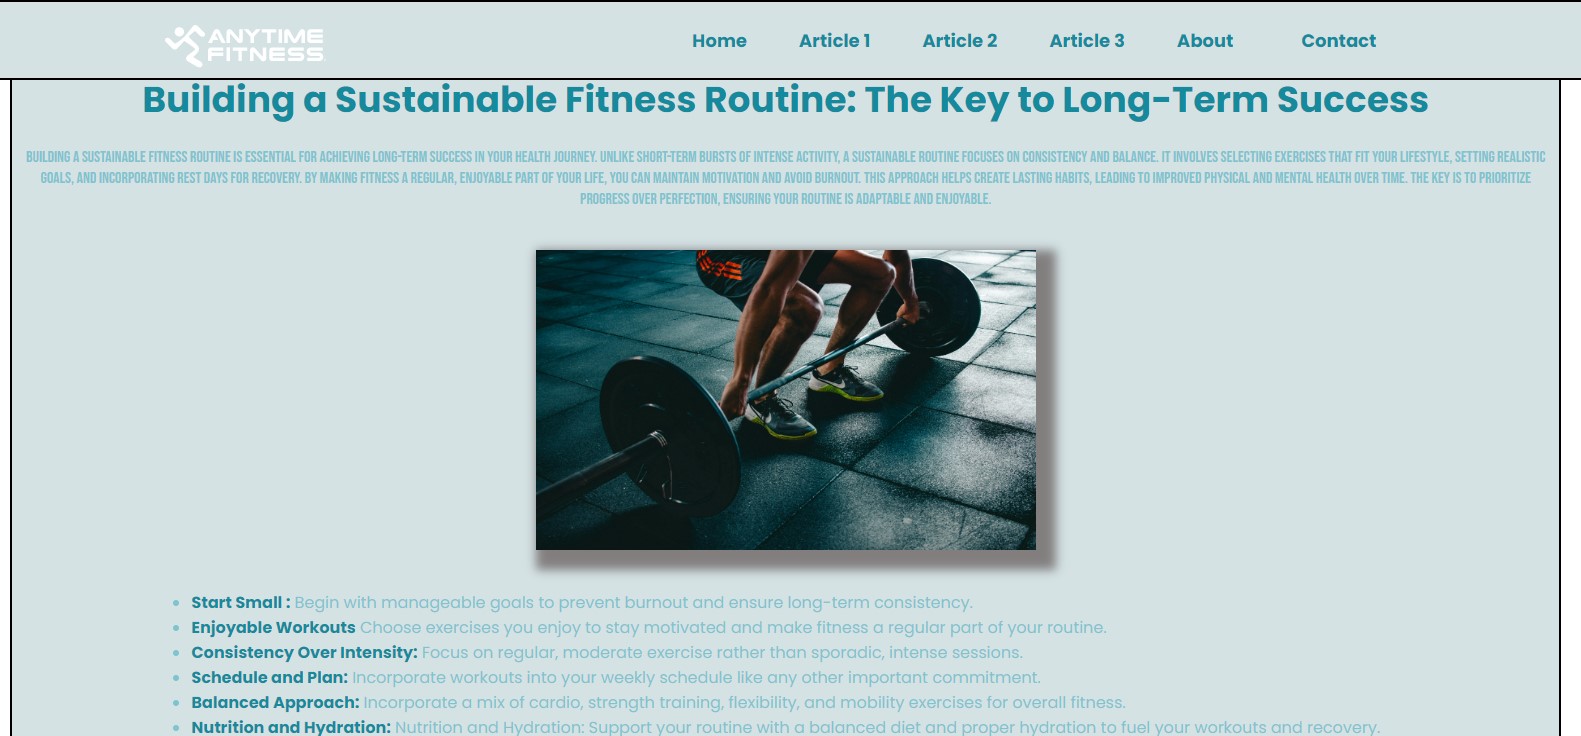 ANYTIME
FITNESS
Home Article 1 Article 2 Article 3 About Contact
Building a Sustainable Fitness Routine: The Key to Long-Term Success
BUILDING A SUSTAINABLE FITNESS ROUTINE IS ESSENTIAL FOR ACHIEVING LONG-TERM SUCCESS IN YOUR HEALTH JOURNEY. UNLIKE SHORT-TERM BURSTS OF INTENSE ACTIVITY, A SUSTAINABLE ROUTINE FOCUSES ON CONSISTENCY AND BALANCE. IT INVOLVES SELECTING EXERCISES THAT FIT YOUR LIFESTYLE, SETTING REALISTIC
GOALS, AND INCORPORATING REST DAYS FOR RECOVERY. BY MAKING FITNESS A REGULAR, ENJOYABLE PART OF YOUR LIFE, YOU CAN MAINTAIN MOTIVATION AND AVOID BURNOUT. THIS APPROACH HELPS CREATE LASTING HABITS, LEADING TO IMPROVED PHYSICAL AND MENTAL HEALTH OVER TIME. THE KEY IS TO PRIORITIZE
PROGRESS OVER PERFECTION, ENSURING YOUR ROUTINE IS ADAPTABLE AND ENJOYABLE.
• Start Small : Begin with manageable goals to prevent burnout and ensure long-term consistency.
• Enjoyable Workouts Choose exercises you enjoy to stay motivated and make fitness a regular part of your routine.
• Consistency Over Intensity: Focus on regular, moderate exercise rather than sporadic, intense sessions.
• Schedule and Plan: Incorporate workouts into your weekly schedule like any other important commitment.
• Balanced Approach: Incorporate a mix of cardio, strength training, flexibility, and mobility exercises for overall fitness.
• Nutrition and Hydration: Nutrition and Hydration: Support your routine with a balanced diet and proper hydration to fuel your workouts and recovery.